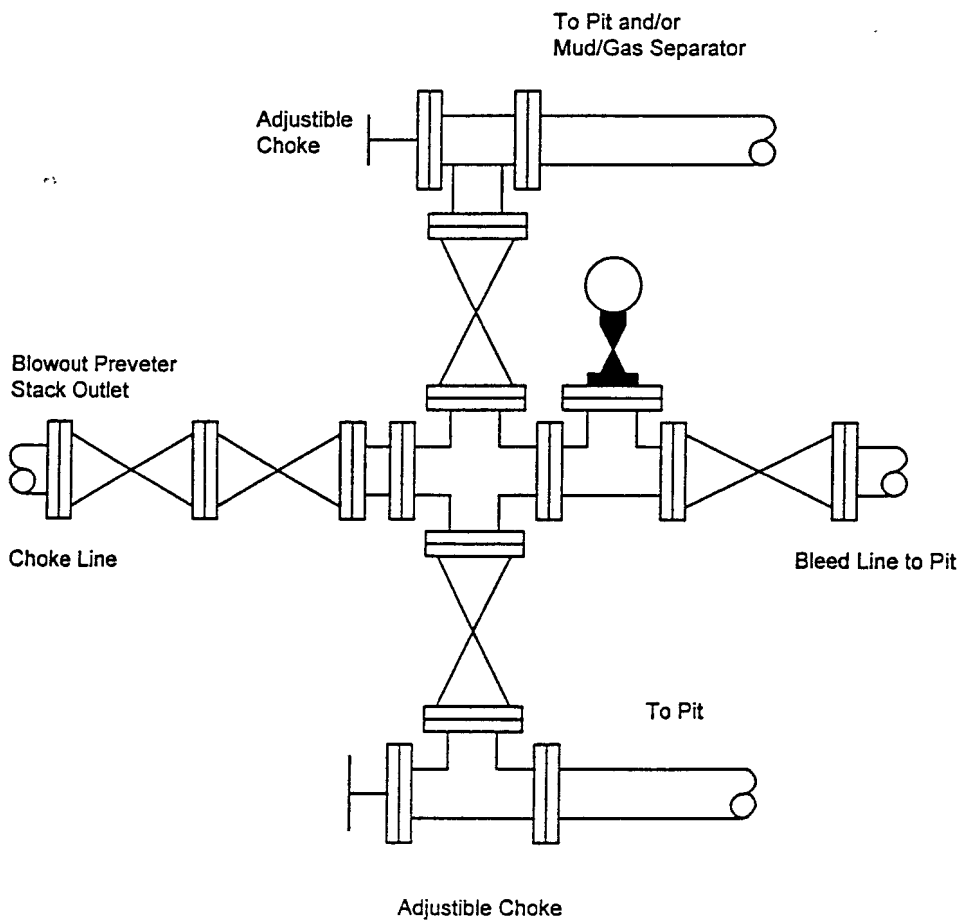 To Pit and/or
Mud/Gas Separator
Adjustible
Choke
Blowout Preveter
Stack Outlet
Choke Line
Bleed Line to Pit
To Pit
Adjustible Choke